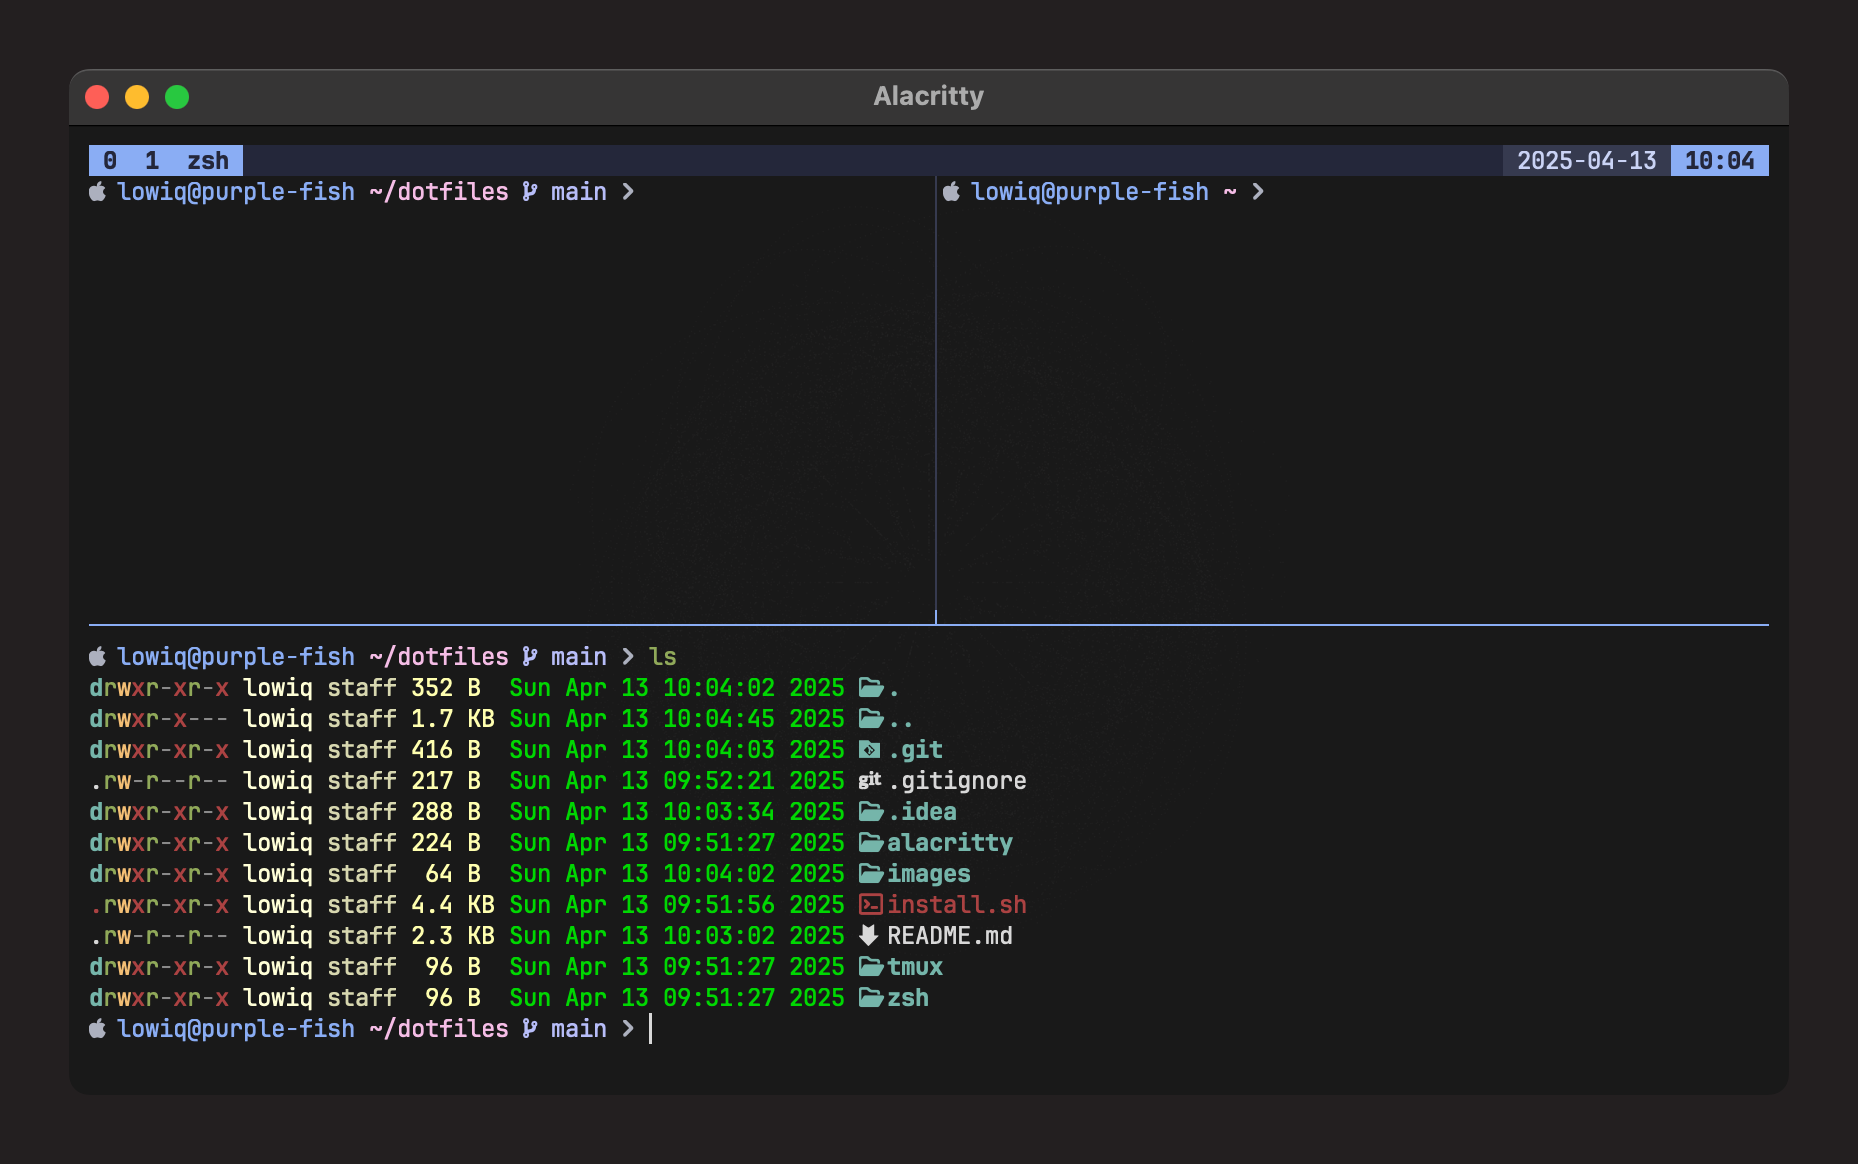 Alacritty
0 1 zsh 2025-04-13 10:04
lowiq@purple-fish ~/dotfiles main ❯
lowiq@purple-fish ~ ❯
lowiq@purple-fish ~/dotfiles main ❯ ls
drwxr-xr-x lowiq staff 352 B Sun Apr 13 10:04:02 2025 .
drwxr-x--- lowiq staff 1.7 KB Sun Apr 13 10:04:45 2025 ..
drwxr-xr-x lowiq staff 416 B Sun Apr 13 10:04:03 2025 .git
.rw-r--r-- lowiq staff 217 B Sun Apr 13 09:52:21 2025 git .gitignore
drwxr-xr-x lowiq staff 288 B Sun Apr 13 10:03:34 2025 .idea
drwxr-xr-x lowiq staff 224 B Sun Apr 13 09:51:27 2025 alacritty
drwxr-xr-x lowiq staff 64 B Sun Apr 13 10:04:02 2025 images
.rwxr-xr-x lowiq staff 4.4 KB Sun Apr 13 09:51:56 2025 install.sh
.rw-r--r-- lowiq staff 2.3 KB Sun Apr 13 10:03:02 2025 README.md
drwxr-xr-x lowiq staff 96 B Sun Apr 13 09:51:27 2025 tmux
drwxr-xr-x lowiq staff 96 B Sun Apr 13 09:51:27 2025 zsh
lowiq@purple-fish ~/dotfiles main ❯